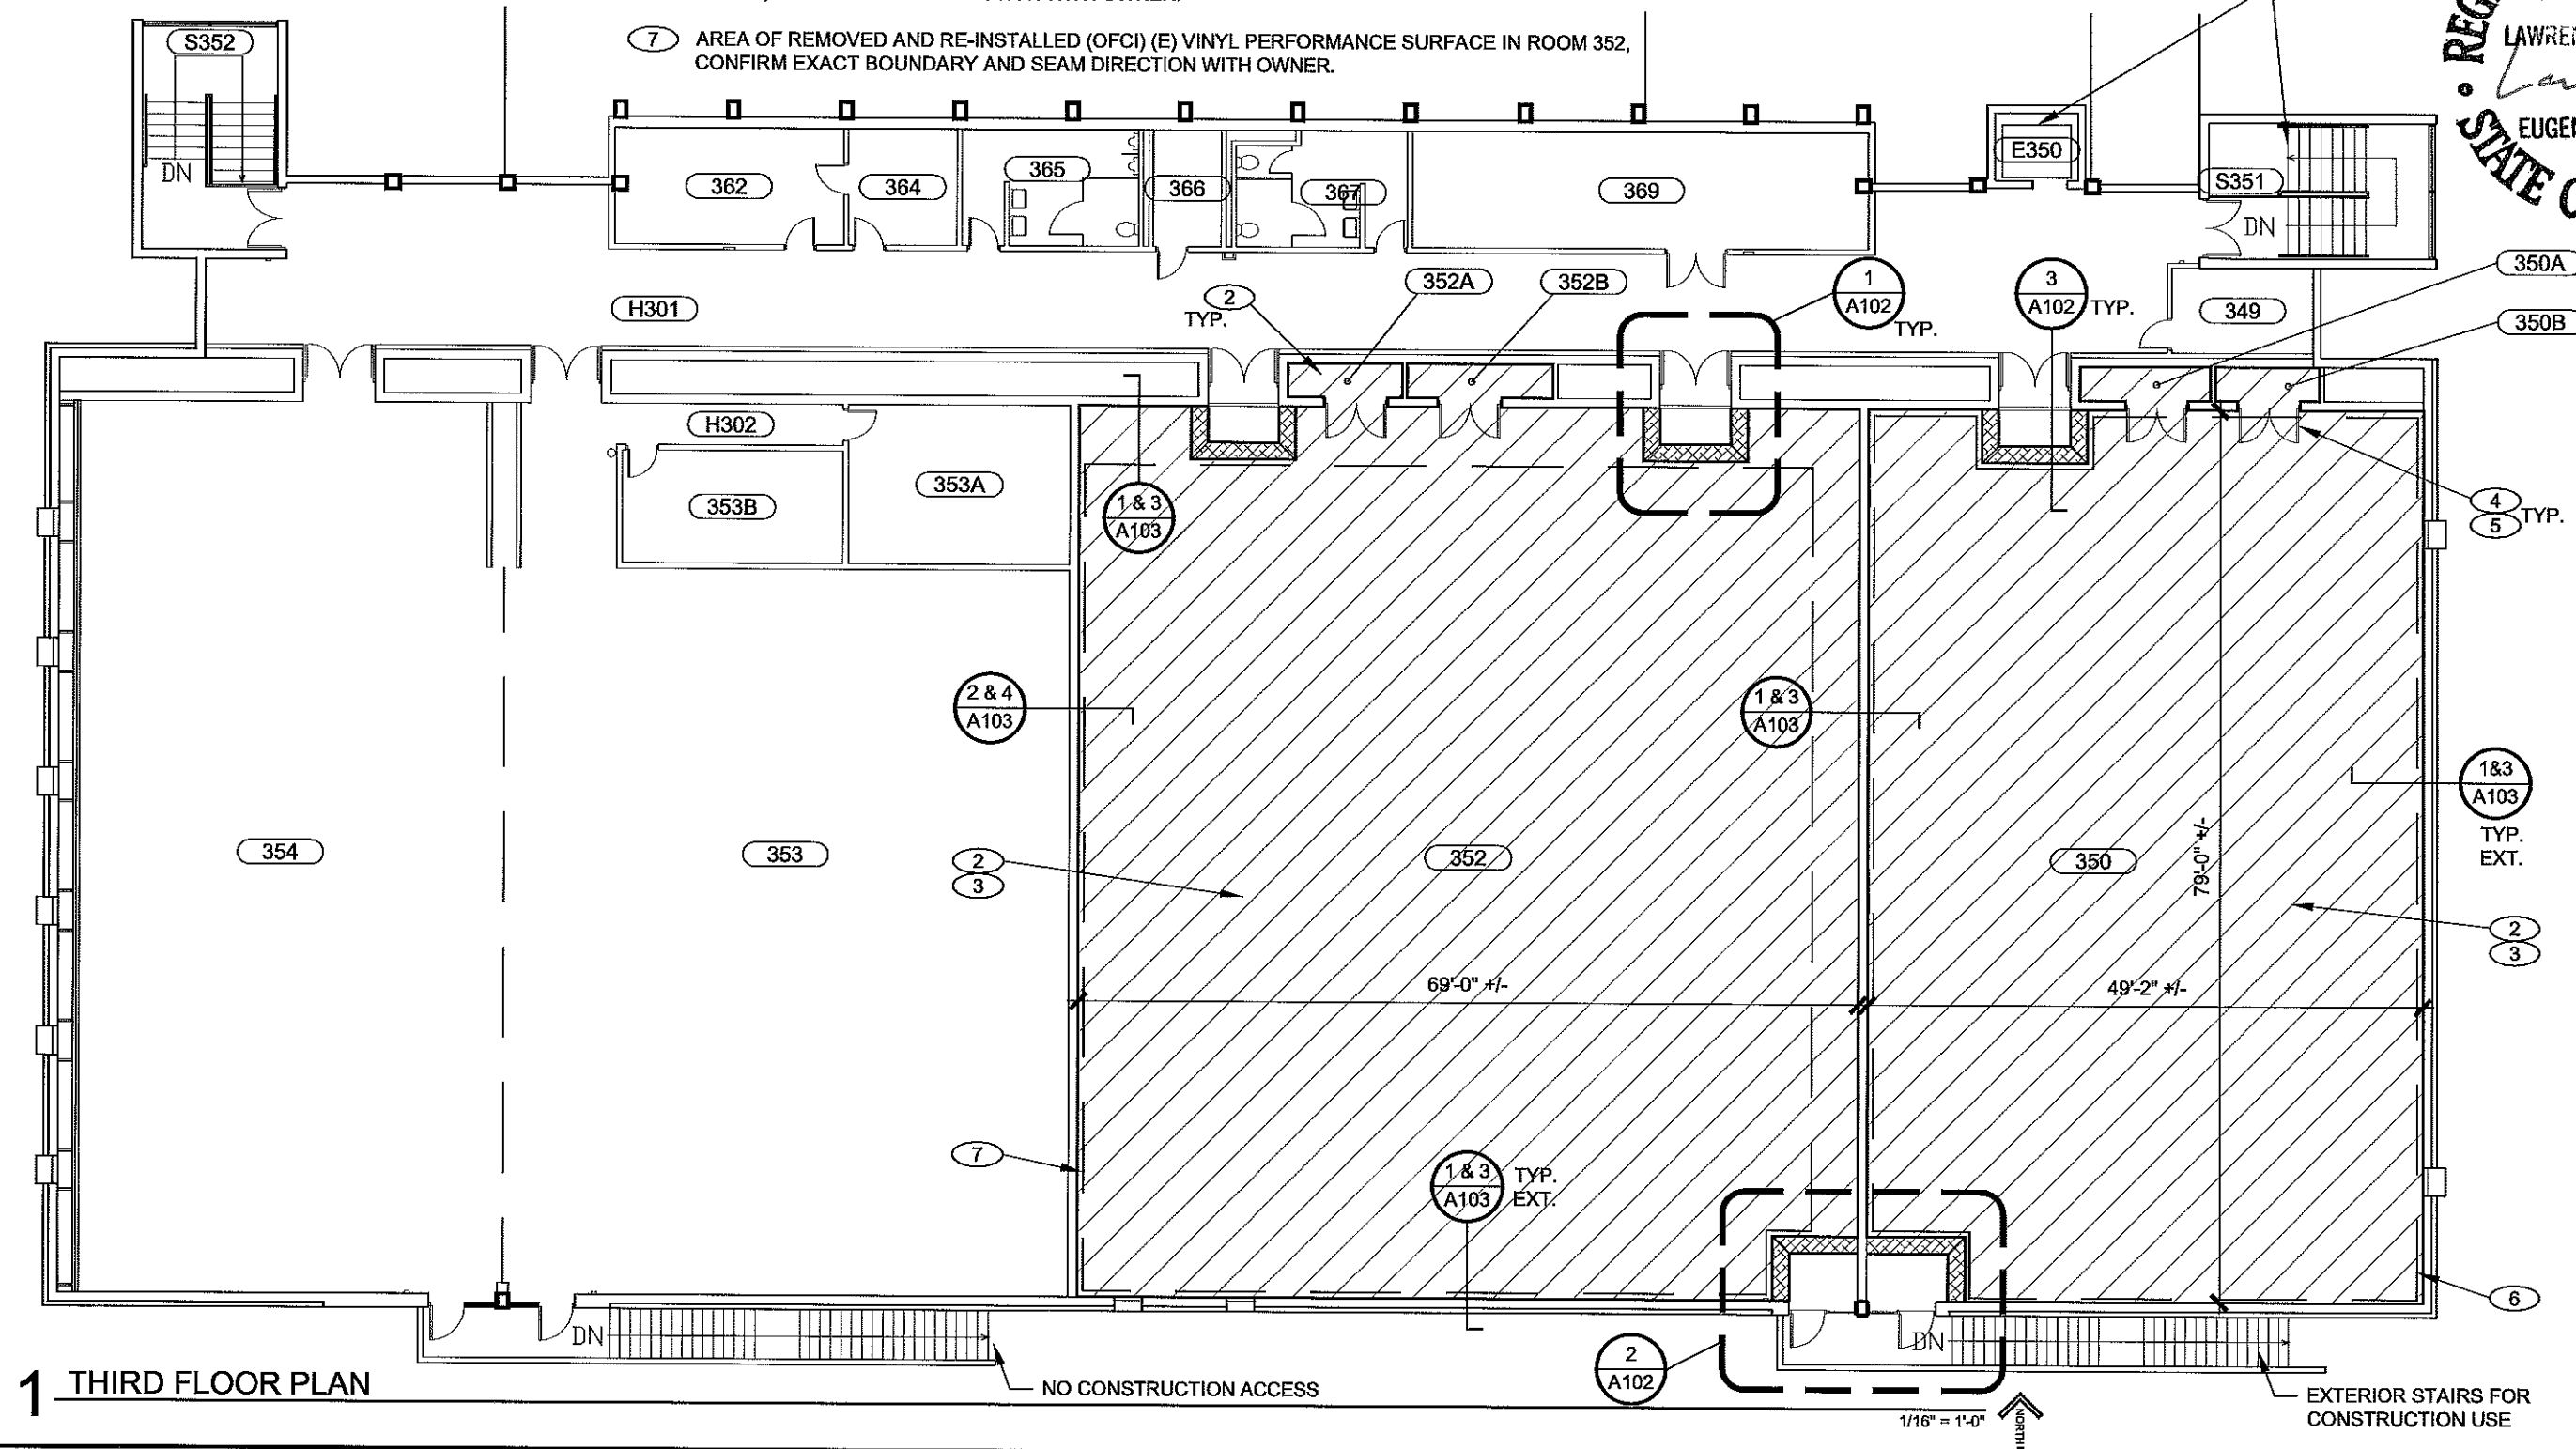 7 AREA OF REMOVED AND RE-INSTALLED (OFCI) (E) VINYL PERFORMANCE SURFACE IN ROOM 352,
CONFIRM EXACT BOUNDARY AND SEAM DIRECTION WITH OWNER.
LAWREN
EUGEN
STATE O
S352
DN
362
364
365
366
367
369
E350
S351
DN
350A
350B
349
H301
2
TYP.
352A
352B
1
A102
TYP.
3
A102
TYP.
H302
353A
353B
1 & 3
A103
4
5
TYP.
2 & 4
A103
1 & 3
A103
1&3
A103
TYP.
EXT.
354
353
2
3
352
350
79'-0" +/-
2
3
69'-0" +/-
49'-2" +/-
7
1 & 3
A103
TYP.
EXT.
6
DN
DN
2
A102
NO CONSTRUCTION ACCESS
EXTERIOR STAIRS FOR
CONSTRUCTION USE
1 THIRD FLOOR PLAN
1/16" = 1'-0"
NORTH